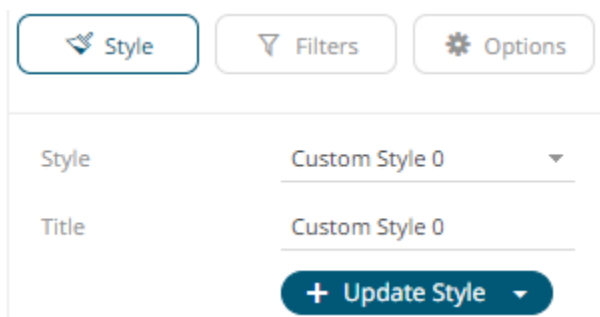 Style Filters Options
Style Custom Style 0
Title Custom Style 0
+ Update Style